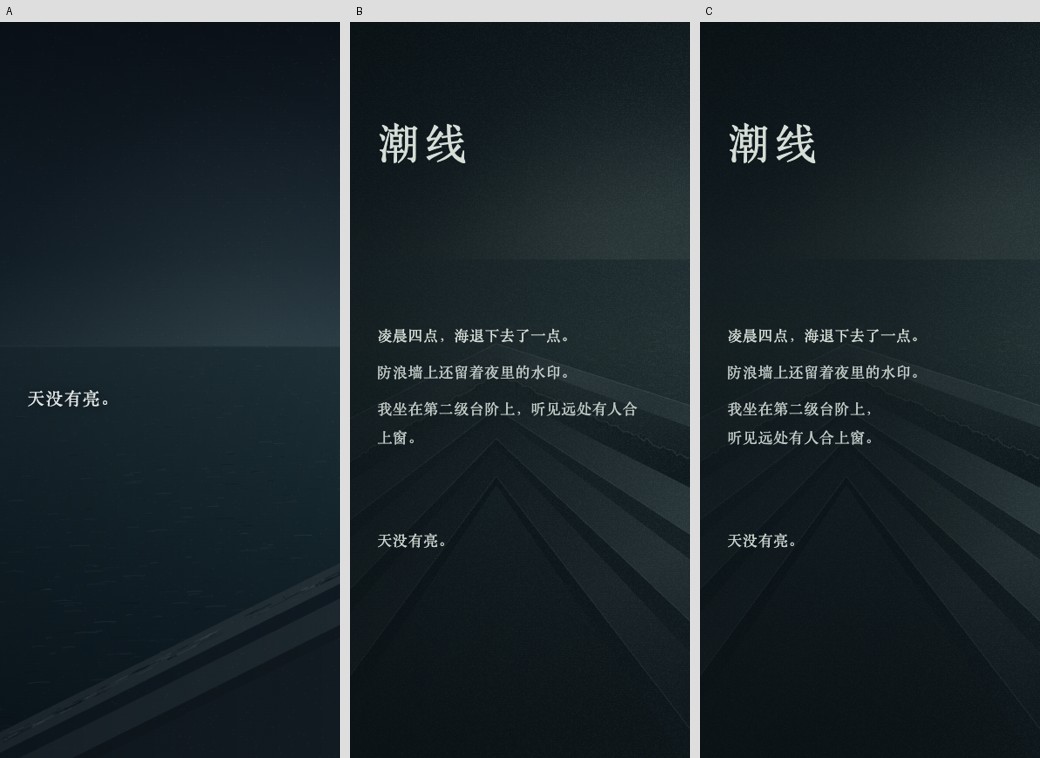 A
天没有亮。
B
潮线
凌晨四点，海退下去了一点。
防浪墙上还留着夜里的水印。
我坐在第二级台阶上，听见远处有人合
上窗。
天没有亮。
C
潮线
凌晨四点，海退下去了一点。
防浪墙上还留着夜里的水印。
我坐在第二级台阶上，
听见远处有人合上窗。
天没有亮。